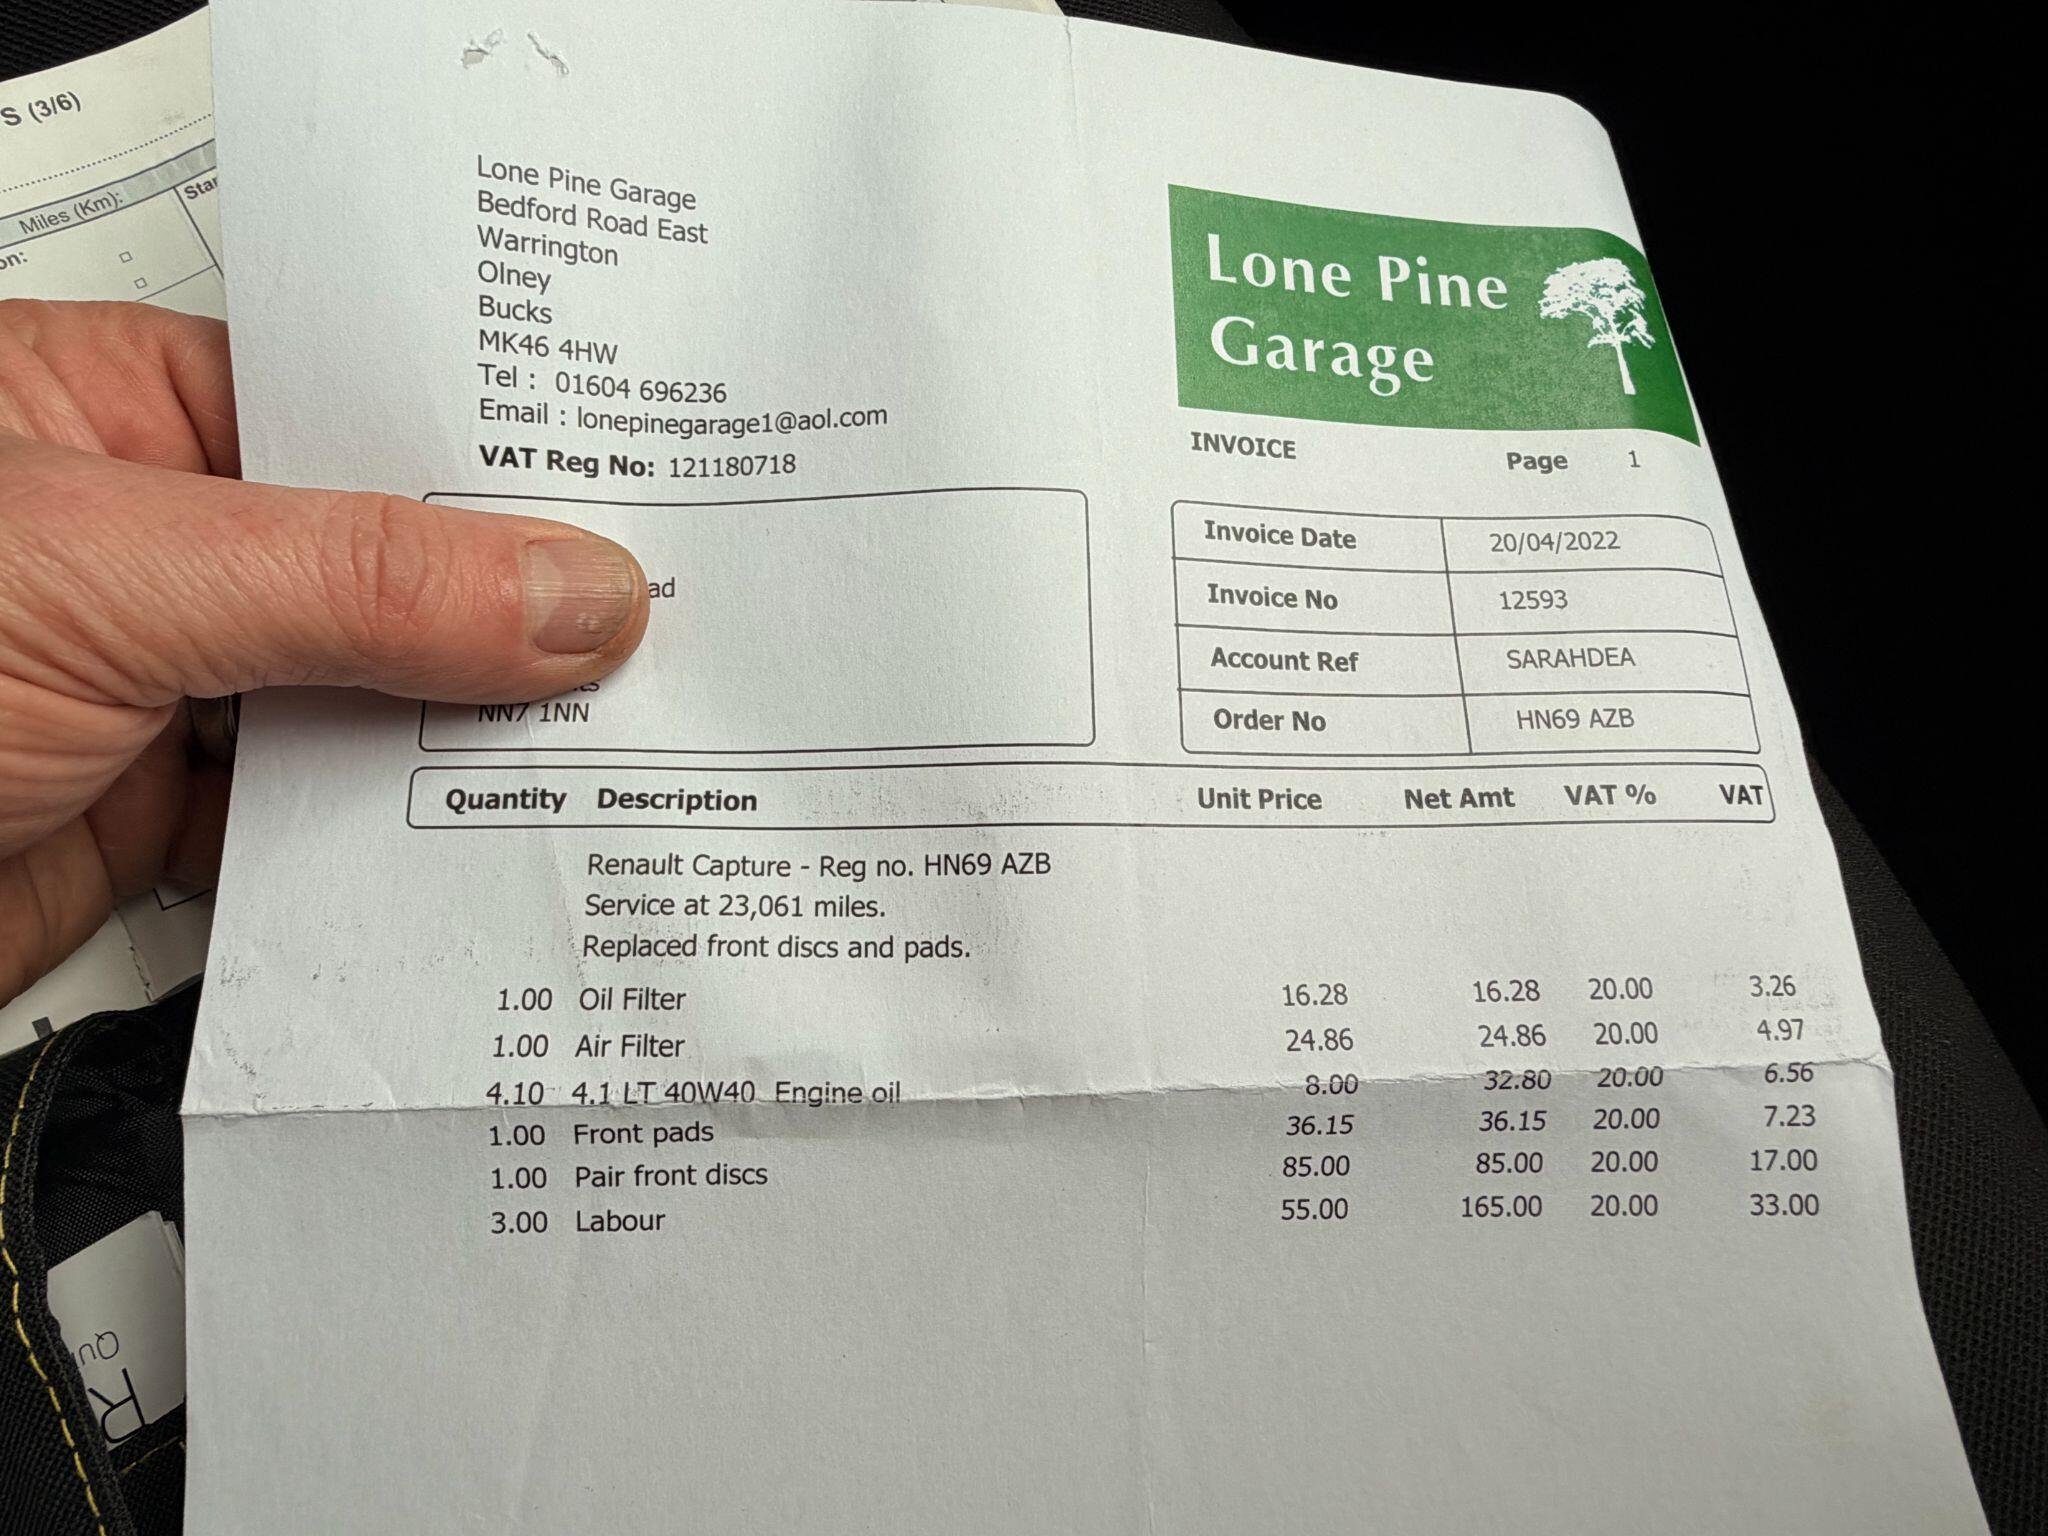 S (3/6)
Miles (Km):
Lone Pine Garage
Bedford Road East
Warrington
Olney
Bucks
MK46 4HW
Tel : 01604 696236
Email : lonepinegarage1@aol.com
VAT Reg No: 121180718
Lone Pine
Garage
INVOICE Page 1
Invoice Date 20/04/2022
Invoice No 12593
Account Ref SARAHDEA
Order No HN69 AZB
NN7 1NN
Quantity Description Unit Price Net Amt VAT % VAT
Renault Capture - Reg no. HN69 AZB
Service at 23,061 miles.
Replaced front discs and pads.
1.00 Oil Filter 16.28 16.28 20.00 3.26
1.00 Air Filter 24.86 24.86 20.00 4.97
4.10 4.1 LT 40W40 Engine oil 8.00 32.80 20.00 6.56
1.00 Front pads 36.15 36.15 20.00 7.23
1.00 Pair front discs 85.00 85.00 20.00 17.00
3.00 Labour 55.00 165.00 20.00 33.00